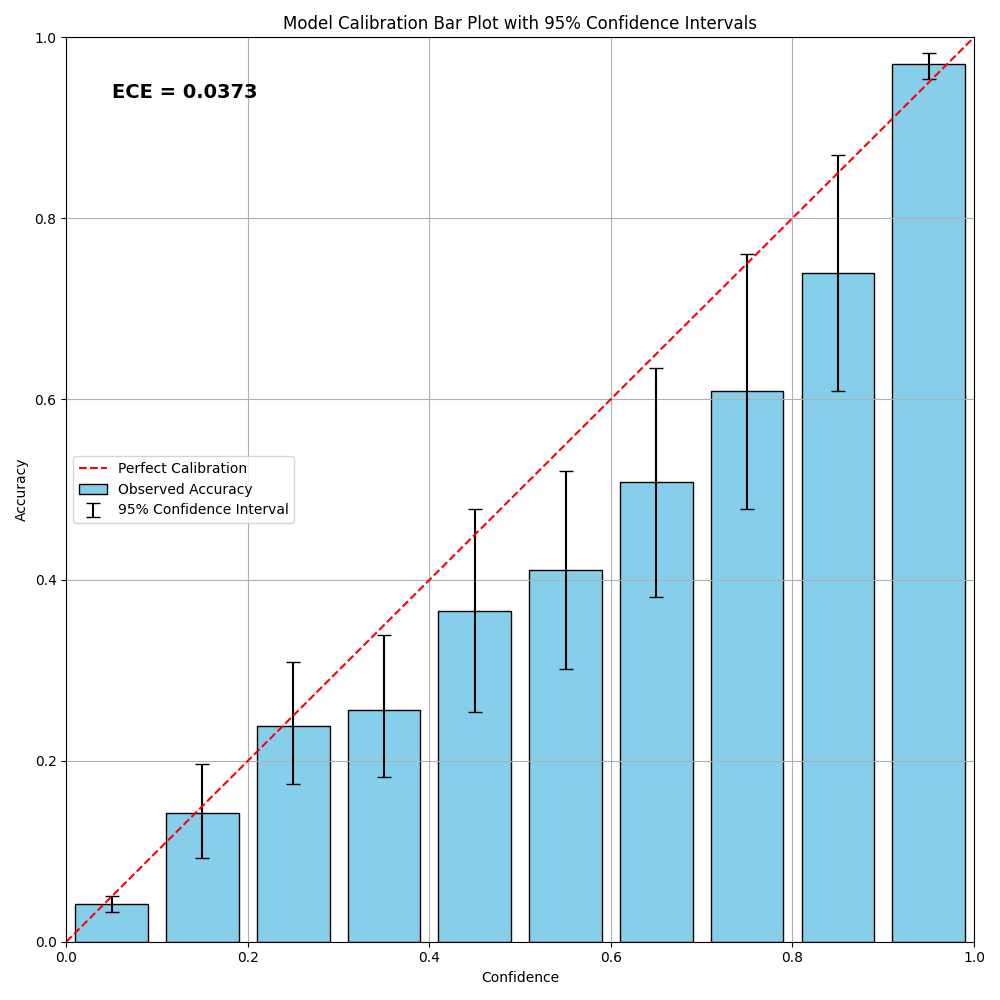 Model Calibration Bar Plot with 95% Confidence Intervals
1.0
ECE = 0.0373
0.8
0.6
Perfect Calibration
Observed Accuracy
95% Confidence Interval
Accuracy
0.4
0.2
0.0
0.0 0.2 0.4 0.6 0.8 1.0
Confidence